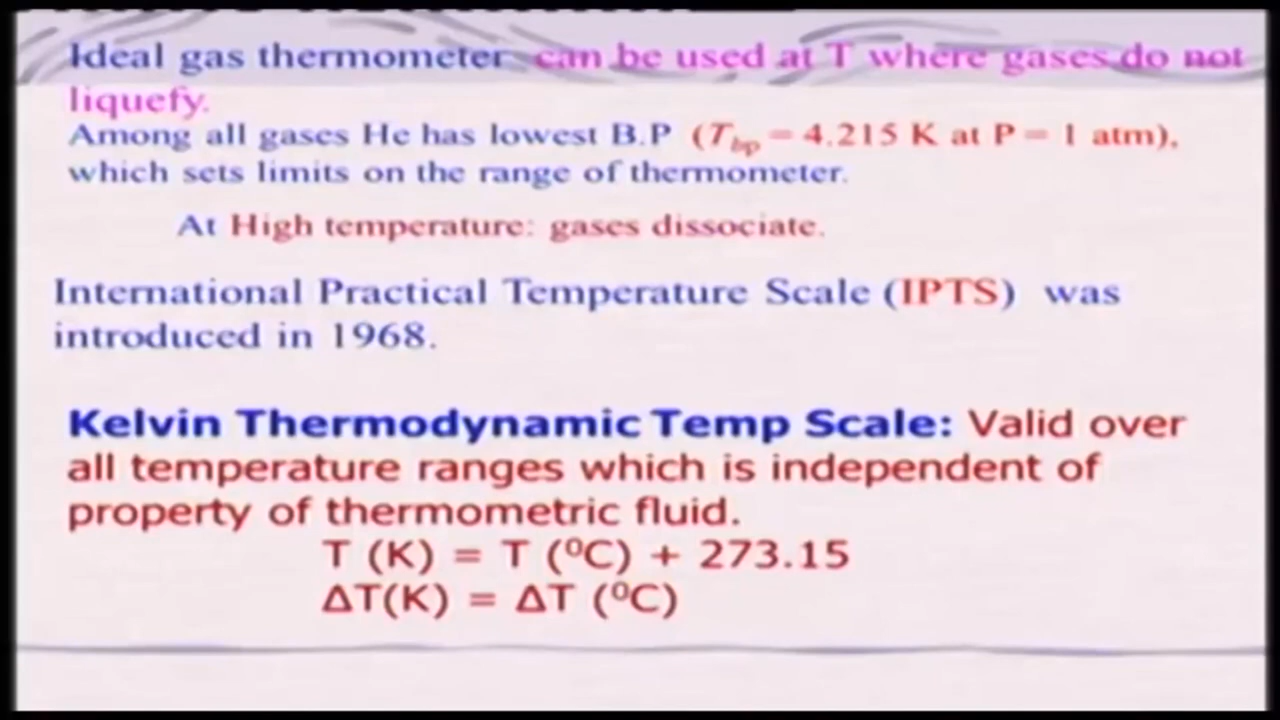 Ideal gas thermometer: can be used at T where gases do not
liquefy.
Among all gases He has lowest B.P (Tbp = 4.215 K at P = 1 atm),
which sets limits on the range of thermometer.
At High temperature: gases dissociate.
International Practical Temperature Scale (IPTS) was
introduced in 1968.
Kelvin Thermodynamic Temp Scale: Valid over
all temperature ranges which is independent of
property of thermometric fluid.
T (K) = T (⁰C) + 273.15
ΔT(K) = ΔT (⁰C)